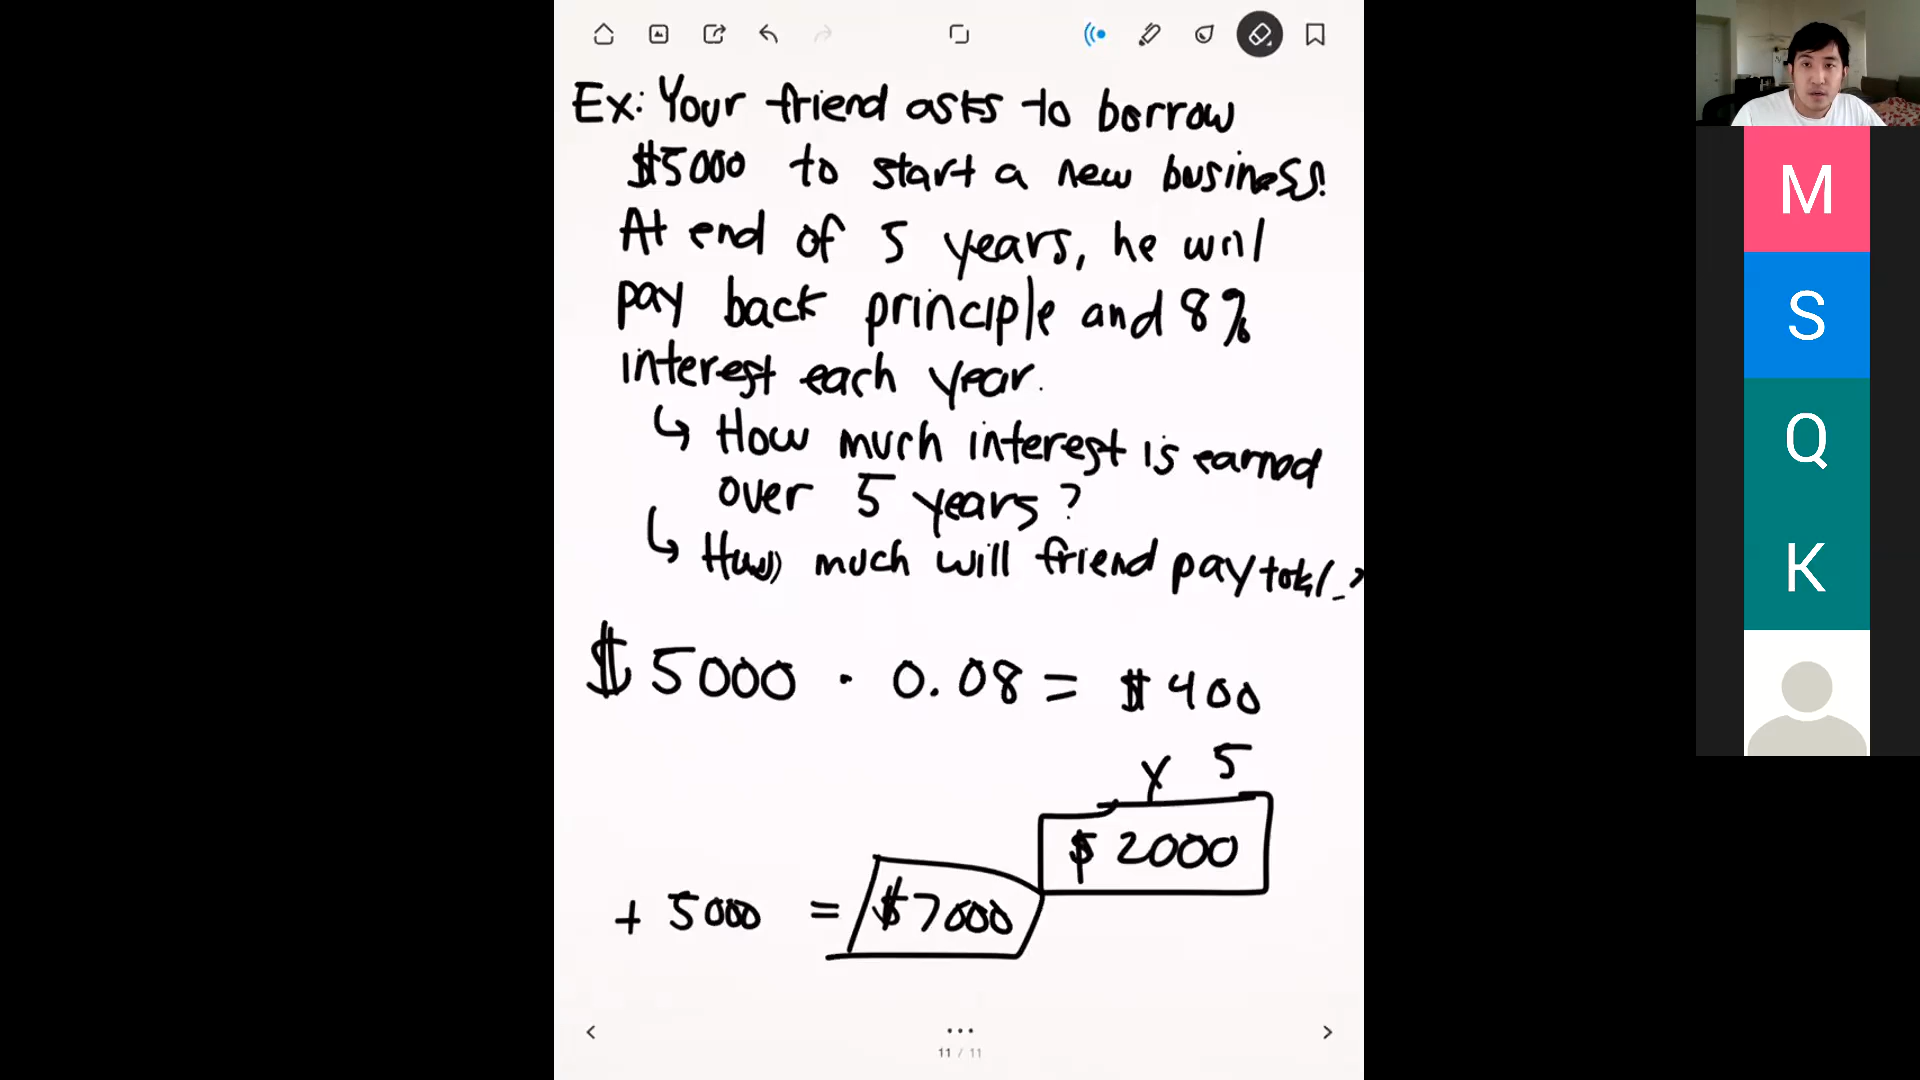 Ex: Your friend asks to borrow
$5000 to start a new business.
At end of 5 years, he will
pay back principle and 8%
interest each year.
↳ How much interest is earned
over 5 years?
↳ How much will friend pay total?
$5000 · 0.08 = $400
x 5
$2000
+ 5000 = $7000
11 / 11
M
S
Q
K